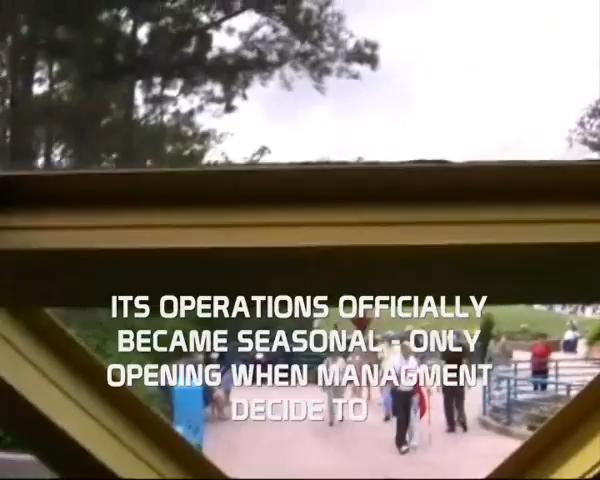 ITS OPERATIONS OFFICIALLY
BECAME SEASONAL - ONLY
OPENING WHEN MANAGMENT
DECIDE TO